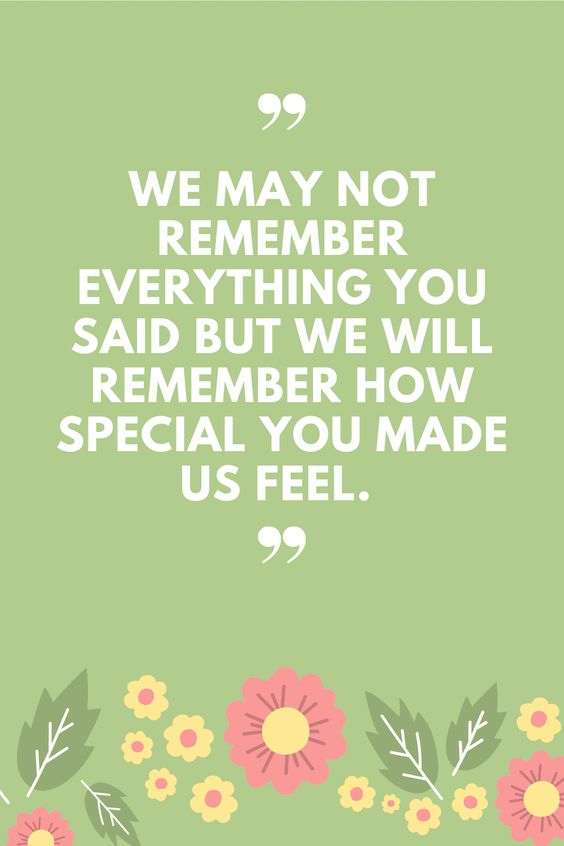 ”
WE MAY NOT
REMEMBER
EVERYTHING YOU
SAID BUT WE WILL
REMEMBER HOW
SPECIAL YOU MADE
US FEEL.
”